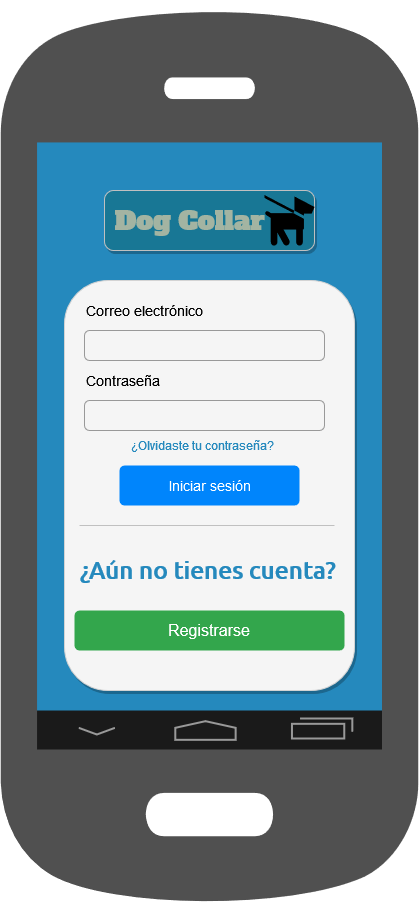 Dog Collar
Correo electrónico
Contraseña
¿Olvidaste tu contraseña?
Iniciar sesión
¿Aún no tienes cuenta?
Registrarse